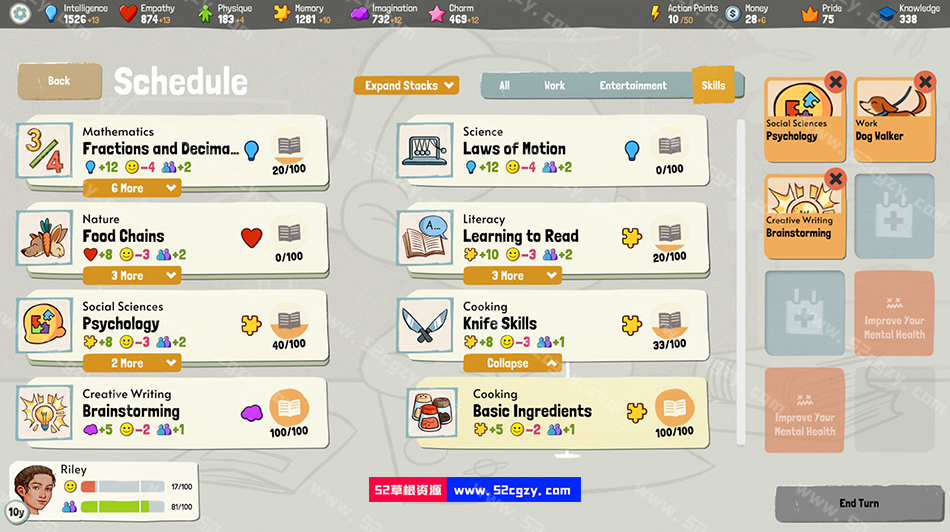 Intelligence
1526 +13
Empathy
874 +13
Physique
183 +4
Memory
1281 +10
Imagination
732 +12
Charm
469 +12
Action Points
10 /50
Money
28 +6
Pride
75
Knowledge
338
Back
Schedule
Expand Stacks
All
Work
Entertainment
Skills
Mathematics
Fractions and Decima...
+12 -4 +2
20/100
6 More
Science
Laws of Motion
+12 -4 +2
0/100
Nature
Food Chains
+8 -3 +2
0/100
3 More
Literacy
A...
Learning to Read
+10 -3 +2
20/100
3 More
Social Sciences
Psychology
+8 -3 +2
40/100
2 More
Cooking
Knife Skills
+8 -3 +1
33/100
Collapse
Creative Writing
Brainstorming
+5 -2 +1
100/100
Cooking
Basic Ingredients
+5 -2 +1
100/100
Social Sciences
Psychology
Work
Dog Walker
Creative Writing
Brainstorming
Improve Your
Mental Health
Improve Your
Mental Health
Riley
17/100
81/100
10y
End Turn
52草根资源 www.52cgzy.com